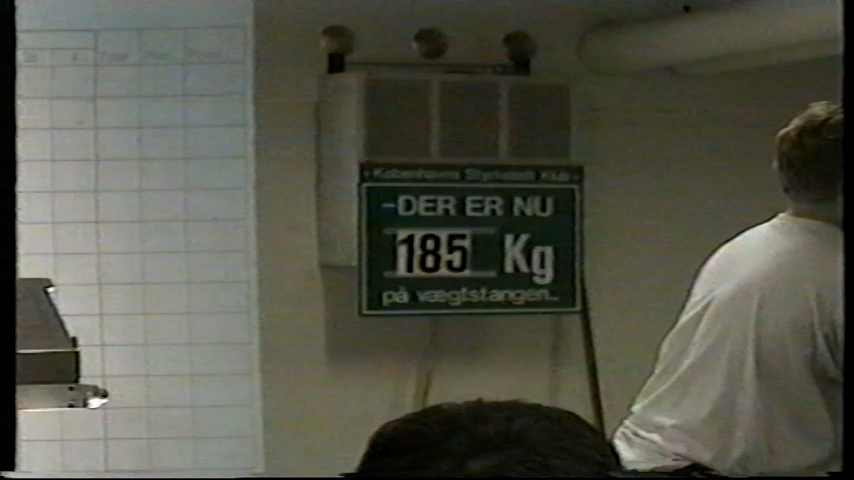 Københavns Styrkeløft Klub
-DER ER NU
185 Kg
på vægtstangen..